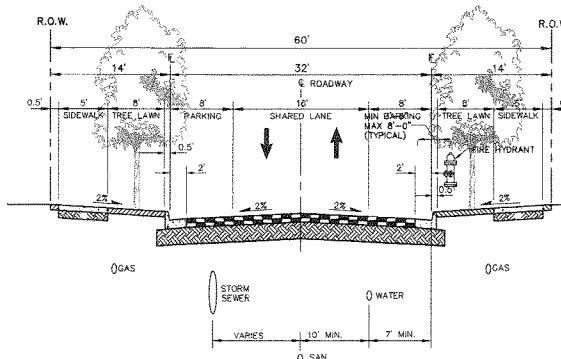 R.O.W.
R.O.W.
60'
14'
32'
14'
℄ ROADWAY
0.5'
5'
8'
8'
16'
8'
8'
5'
SIDEWALK
TREE LAWN
PARKING
SHARED LANE
PARKING
TREE LAWN
SIDEWALK
MIN
MAX 8'-0"
(TYPICAL)
FIRE HYDRANT
0.5'
2'
2'
0.5'
2%
2%
2%
2%
GAS
GAS
STORM
SEWER
WATER
VARIES
10' MIN.
7' MIN.
SAN